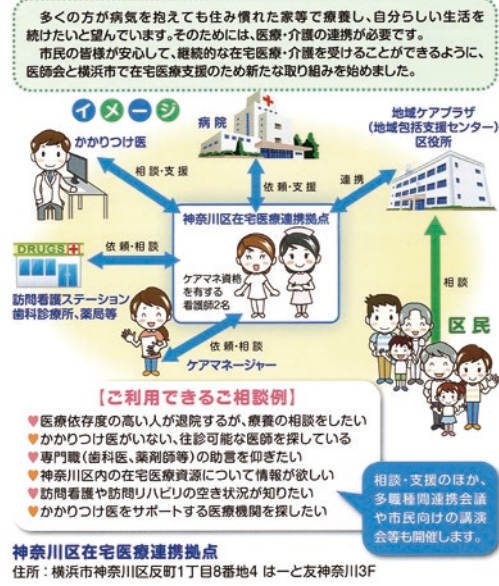 多くの方が病気を抱えても住み慣れた家等で療養し、自分らしい生活を
続けたいと望んでいます。そのためには、医療・介護の連携が必要です。
市民の皆様が安心して、継続的な在宅医療・介護を受けることができるように、
医師会と横浜市で在宅医療支援のため新たな取り組みを始めました。
イメージ
かかりつけ医
病院
地域ケアプラザ
(地域包括支援センター)
区役所
相談・支援
依頼・支援
連携
神奈川区在宅医療連携拠点
ケアマネ資格
を有する
看護師2名
DRUGS
依頼・相談
訪問看護ステーション
歯科診療所、薬局等
依頼・相談
ケアマネージャー
相談
区民
【ご利用できるご相談例】
♥医療依存度の高い人が退院するが、療養の相談をしたい
♥かかりつけ医がいない、往診可能な医師を探している
♥専門職(歯科医、薬剤師等)の助言を仰ぎたい
♥神奈川区内の在宅医療資源について情報が欲しい
♥訪問看護や訪問リハビリの空き状況が知りたい
♥かかりつけ医をサポートする医療機関を探したい
相談・支援のほか、
多職種間連携会議
や市民向けの講演
会等も開催します。
神奈川区在宅医療連携拠点
住所:横浜市神奈川区反町1丁目8番地4 はーと友神奈川3F